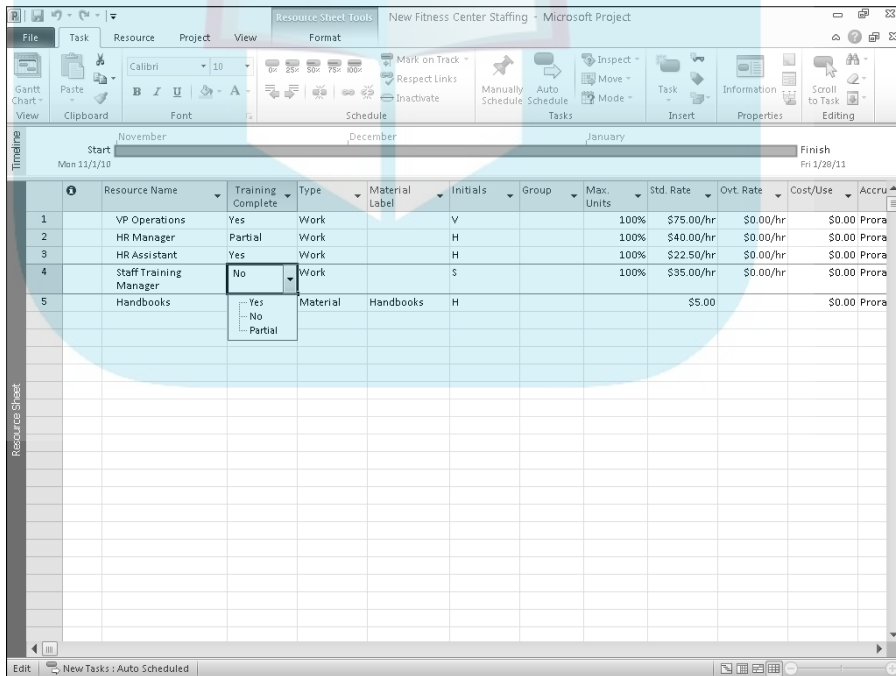 Resource Sheet Tools New Fitness Center Staffing - Microsoft Project
File Task Resource Project View Format
Calibri 10
0% 25% 50% 75% 100%
Mark on Track
Respect Links
Inactivate
B I U A
Gantt Chart
Paste
Manually Schedule
Auto Schedule
Inspect
Move
Mode
Task
Information
Scroll to Task
View Clipboard Font Schedule Tasks Insert Properties Editing
Timeline
November December January
Start Finish
Mon 11/1/10 Fri 1/28/11
Resource Name Training Complete Type Material Label Initials Group Max. Units Std. Rate Ovt. Rate Cost/Use Accru
1 VP Operations Yes Work V 100% $75.00/hr $0.00/hr $0.00 Prora
2 HR Manager Partial Work H 100% $40.00/hr $0.00/hr $0.00 Prora
3 HR Assistant Yes Work H 100% $22.50/hr $0.00/hr $0.00 Prora
4 Staff Training Manager No Work S 100% $35.00/hr $0.00/hr $0.00 Prora
5 Handbooks Material Handbooks H $5.00 $0.00 Prora
Yes
No
Partial
Resource Sheet
Edit New Tasks : Auto Scheduled